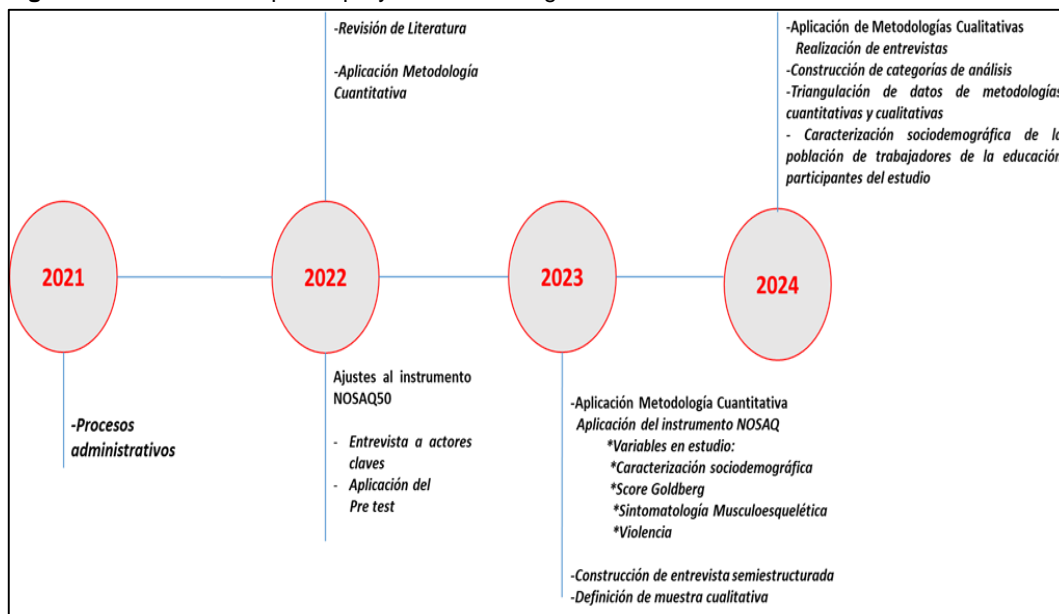 -Revisión de Literatura
-Aplicación Metodología
Cuantitativa
-Aplicación de Metodologías Cualitativas
Realización de entrevistas
-Construcción de categorías de análisis
-Triangulación de datos de metodologías
cuantitativas y cualitativas
- Caracterización sociodemográfica de la
población de trabajadores de la educación
participantes del estudio
2021
2022
2023
2024
-Procesos
administrativos
Ajustes al instrumento
NOSAQ50
- Entrevista a actores
claves
- Aplicación del
Pre test
-Aplicación Metodología Cuantitativa
Aplicación del instrumento NOSAQ
*Variables en estudio:
*Caracterización sociodemográfica
*Score Goldberg
*Sintomatología Musculoesquelética
*Violencia
-Construcción de entrevista semiestructurada
-Definición de muestra cualitativa